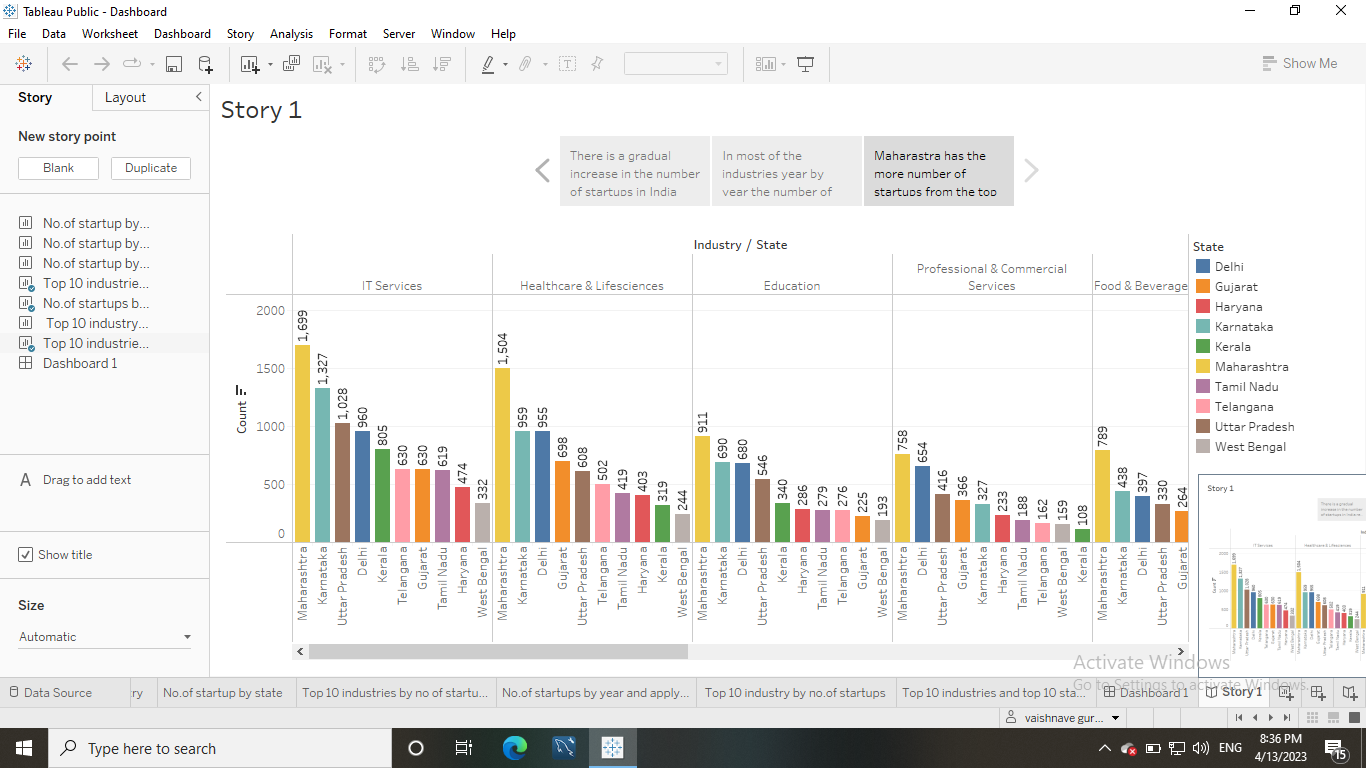 Tableau Public - Dashboard
File Data Worksheet Dashboard Story Analysis Format Server Window Help
Show Me
Story Layout
New story point
Blank Duplicate
No.of startup by...
No.of startup by...
No.of startup by...
Top 10 industrie...
No.of startups b...
Top 10 industry...
Top 10 industrie...
Dashboard 1
Drag to add text
Show title
Size
Automatic
Story 1
There is a gradual
increase in the number
of startups in India
In most of the
industries year by
year the number of
Maharastra has the
more number of
startups from the top
Industry / State
IT Services
Healthcare & Lifesciences
Education
Professional & Commercial
Services
Food & Beverage
Count
2000
1500
1000
500
0
1,699 1,327 1,028 960 805 630 630 619 474 332
1,504 959 955 698 608 502 419 403 319 244
911 690 680 546 340 286 279 276 225 193
758 654 416 366 327 233 188 162 159 108
789 438 397 330 264
Maharashtra Karnataka Uttar Pradesh Delhi Kerala Telangana Gujarat Tamil Nadu Haryana West Bengal
Maharashtra Karnataka Delhi Gujarat Uttar Pradesh Telangana Tamil Nadu Haryana Kerala West Bengal
Maharashtra Karnataka Delhi Uttar Pradesh Kerala Haryana Tamil Nadu Telangana Gujarat West Bengal
Maharashtra Delhi Uttar Pradesh Gujarat Karnataka Haryana Tamil Nadu Telangana West Bengal Kerala
Maharashtra Karnataka Delhi Uttar Pradesh Gujarat
State
Delhi
Gujarat
Haryana
Karnataka
Kerala
Maharashtra
Tamil Nadu
Telangana
Uttar Pradesh
West Bengal
Story 1
IT Services
Activate Windows
Go to Settings to activate Windows.
Data Source ry No.of startup by state Top 10 industries by no of startu... No.of startups by year and apply... Top 10 industry by no.of startups Top 10 industries and top 10 sta... Dashboard 1 Story 1
vaishnave gur...
Type here to search
ENG
8:36 PM
4/13/2023
15